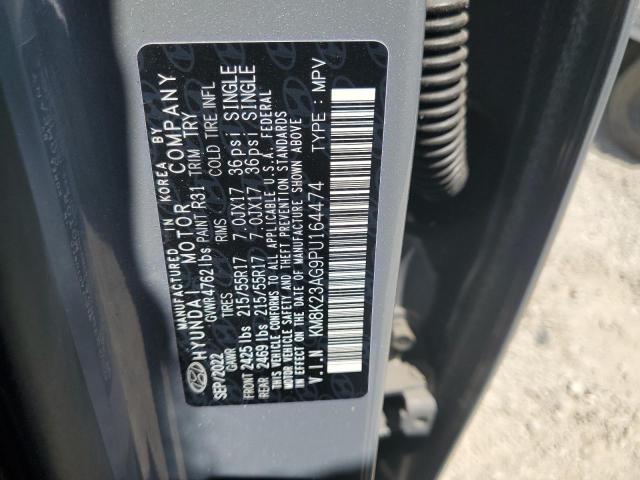 MANUFACTURED IN KOREA BY
HYUNDAI MOTOR COMPANY
SEP/2022 GVWR 4762 lbs PAINT R31 TRIM TRY
GAWR TIRES RIMS COLD TIRE INFL
FRONT 2425 lbs 215/55R17 7.0JX17 36psi SINGLE
REAR 2469 lbs 215/55R17 7.0JX17 36psi SINGLE
THIS VEHICLE CONFORMS TO ALL APPLICABLE U.S.A. FEDERAL
MOTOR VEHICLE SAFETY AND THEFT PREVENTION STANDARDS
IN EFFECT ON THE DATE OF MANUFACTURE SHOWN ABOVE
V.I.N KM8K23AG9PU164474 TYPE : MPV